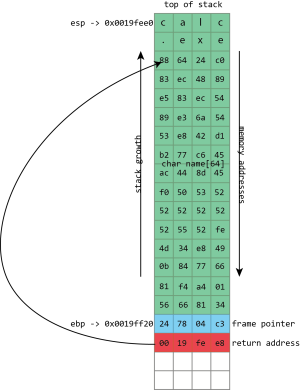 top of stack
esp -> 0x0019fee0 c a l c
. e x e
88 64 24 c0
83 ec 48 89
e5 83 ec 54
89 e3 6a 54
53 e8 42 d1
b2 77 c6 45
char name[64]
ac 44 8d 45
f0 50 53 52
52 52 52 52
52 55 52 fe
4d 34 e8 49
0b 84 77 66
81 f4 a4 01
56 66 81 34
ebp -> 0x0019ff20 24 78 04 c3 frame pointer
00 19 fe e8 return address
stack growth
memory addresses